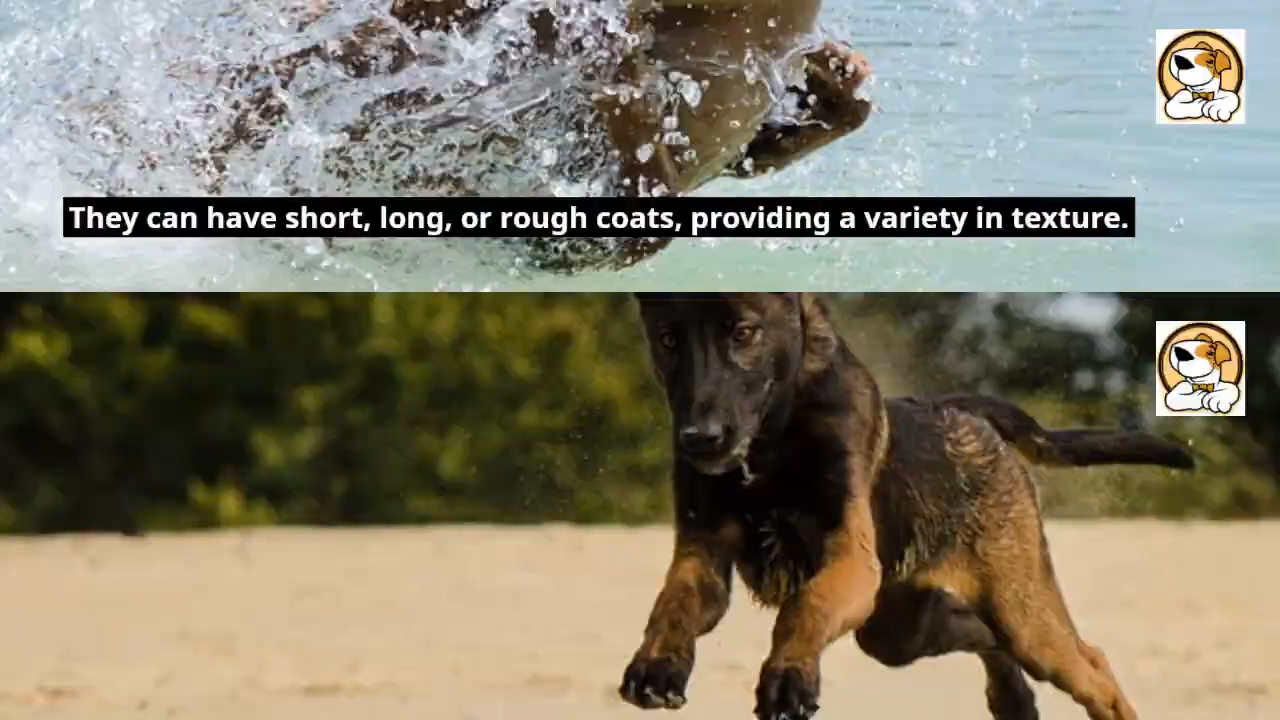 They can have short, long, or rough coats, providing a variety in texture.